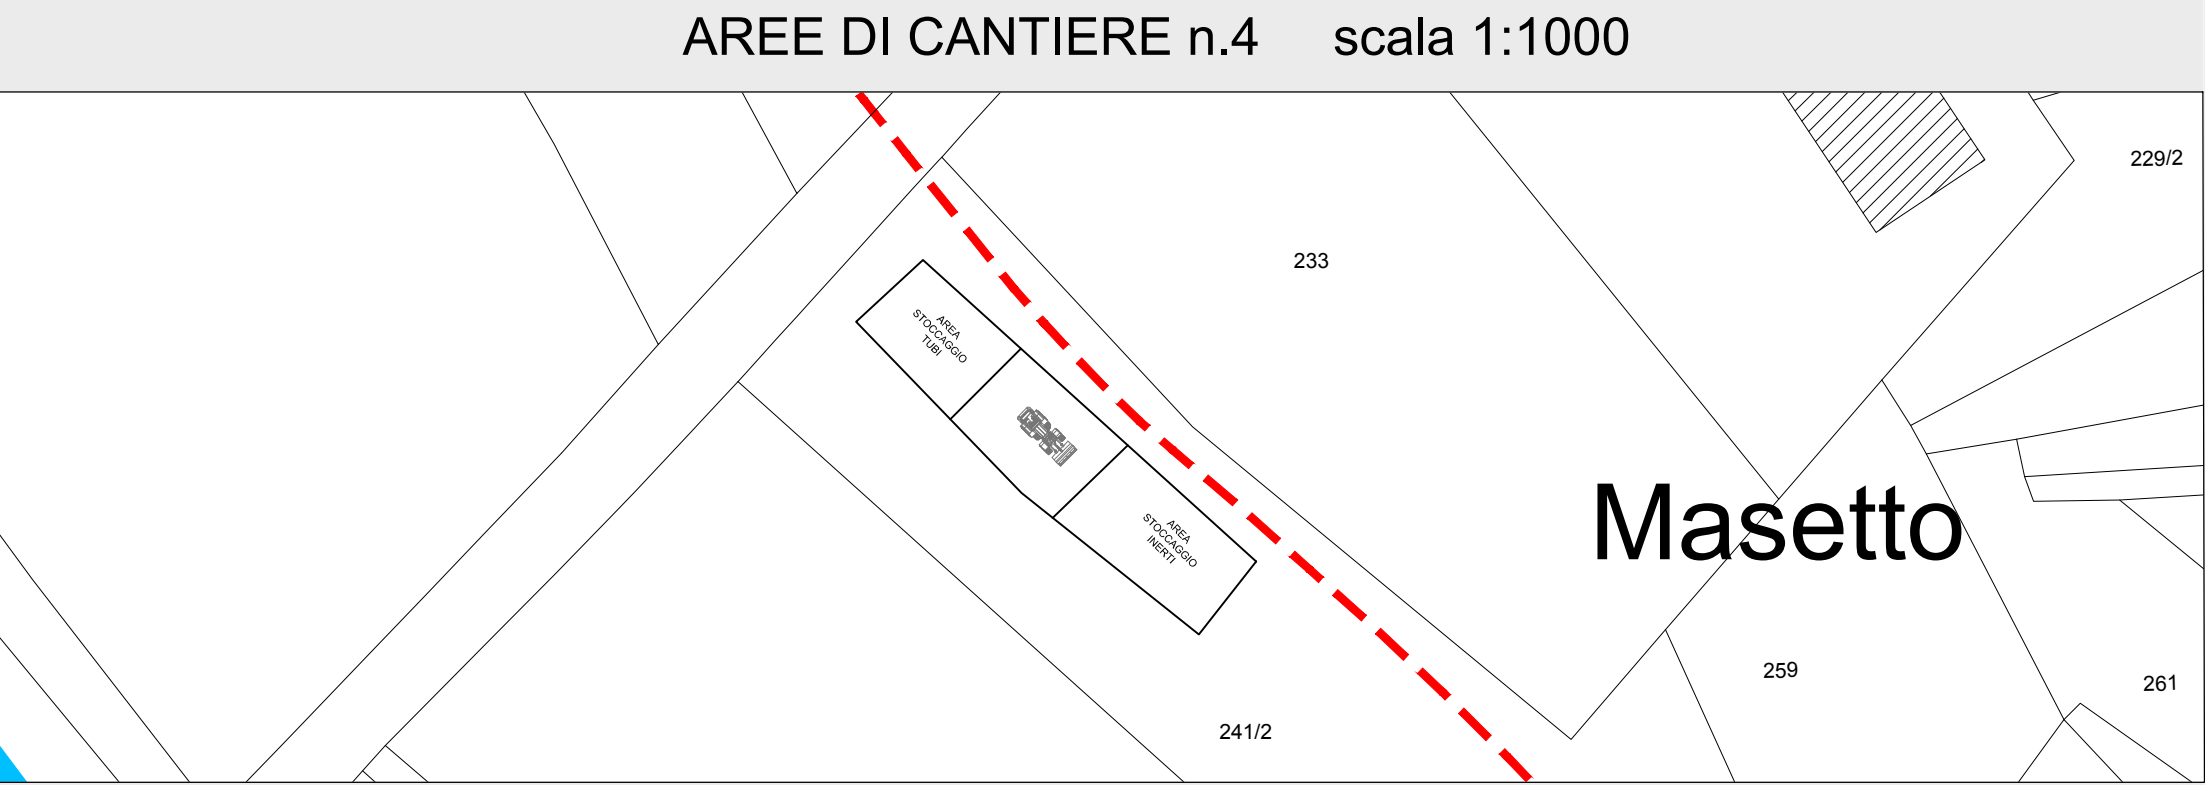 AREE DI CANTIERE n.4 scala 1:1000
229/2
233
AREA
STOCCAGGIO
TUBI
AREA
STOCCAGGIO
INERTI
Masetto
259
261
241/2